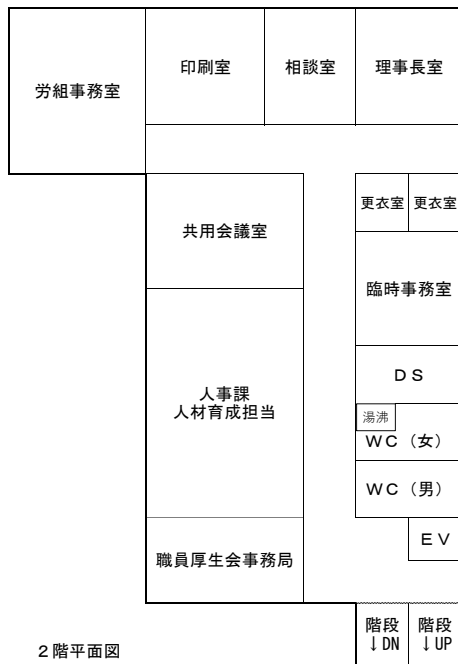 労組事務室
印刷室
相談室
理事長室
更衣室
更衣室
共用会議室
臨時事務室
ＤＳ
人事課
人材育成担当
湯沸
ＷＣ（女）
ＷＣ（男）
ＥＶ
職員厚生会事務局
階段
↓DN
階段
↓UP
２階平面図